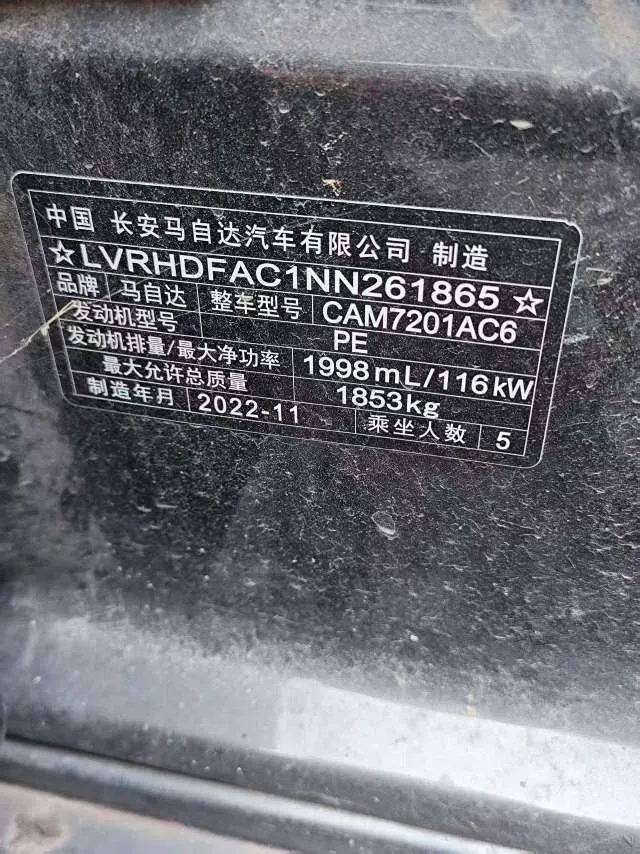 中国 长安马自达汽车有限公司 制造
☆LVRHDFAC1NN261865☆
品牌 马自达 整车型号 CAM7201AC6
发动机型号 PE
发动机排量/最大净功率 1998mL/116kW
最大允许总质量 1853kg
制造年月 2022-11 乘坐人数 5